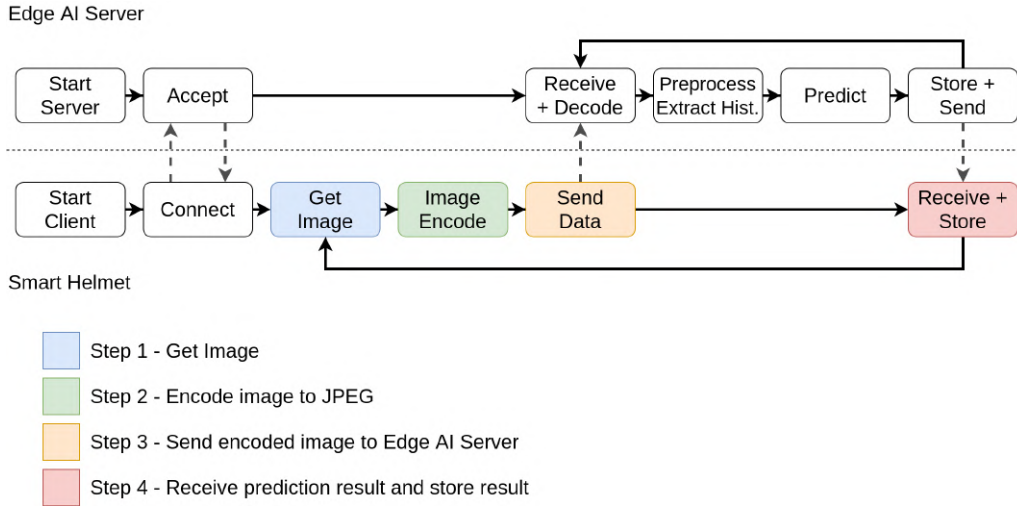 Edge AI Server
Start
Server
Accept
Receive
+ Decode
Preprocess
Extract Hist.
Predict
Store +
Send
Start
Client
Connect
Get
Image
Image
Encode
Send
Data
Receive +
Store
Smart Helmet
Step 1 - Get Image
Step 2 - Encode image to JPEG
Step 3 - Send encoded image to Edge AI Server
Step 4 - Receive prediction result and store result